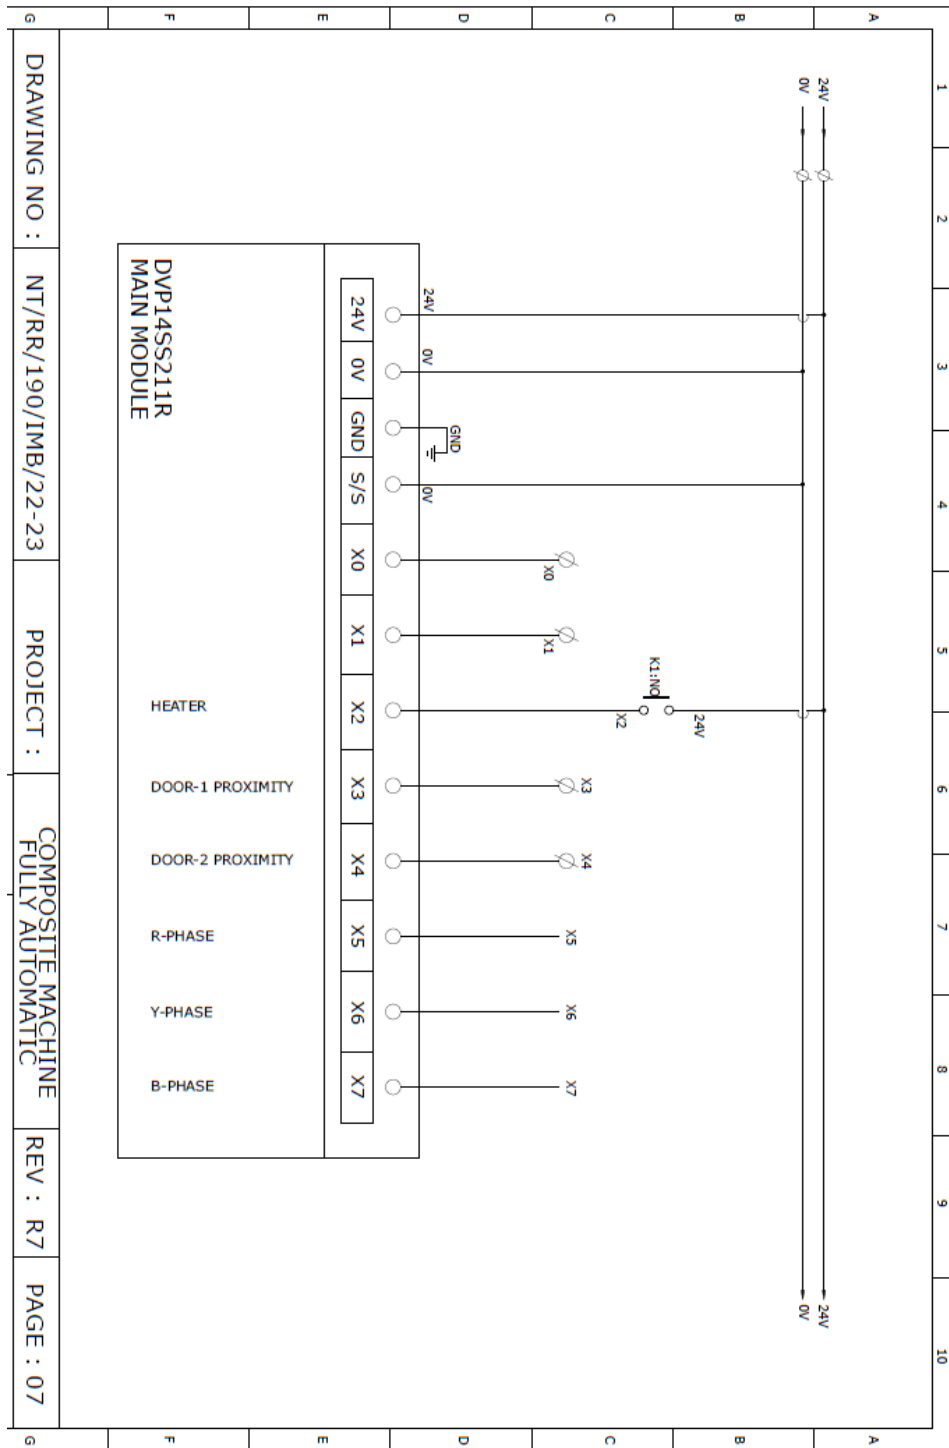 1 2 3 4 5 6 7 8 9 10
A
A
B
B
C
C
D
D
E
E
F
F
G
G
24V
0V
24V
0V
24V
0V
GND
0V
X0
X1
K1:NO
X2
24V
X3
X4
X5
X6
X7
24V 0V GND S/S X0 X1 X2 X3 X4 X5 X6 X7
DVP14SS211R
MAIN MODULE
HEATER
DOOR-1 PROXIMITY
DOOR-2 PROXIMITY
R-PHASE
Y-PHASE
B-PHASE
DRAWING NO :
NT/RR/190/IMB/22-23
PROJECT :
COMPOSITE MACHINE
FULLY AUTOMATIC
REV : R7
PAGE : 07